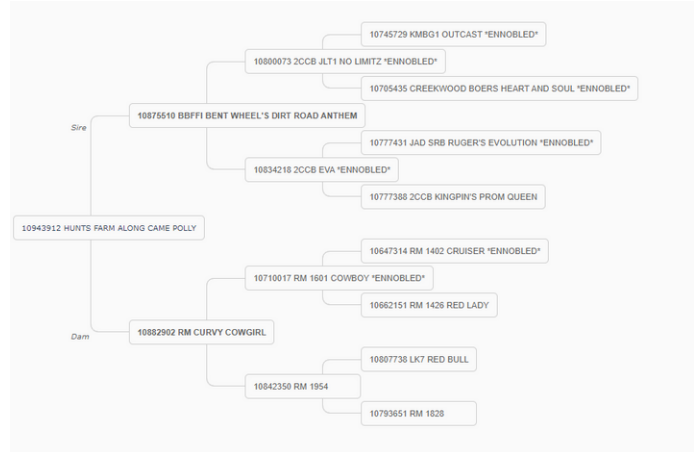 10745729 KMBG1 OUTCAST *ENNOBLED*
10800073 2CCB JLT1 NO LIMITZ *ENNOBLED*
10705435 CREEKWOOD BOERS HEART AND SOUL *ENNOBLED*
10875510 BBFFI BENT WHEEL'S DIRT ROAD ANTHEM
Sire
10777431 JAD SRB RUGER'S EVOLUTION *ENNOBLED*
10834218 2CCB EVA *ENNOBLED*
10777388 2CCB KINGPIN'S PROM QUEEN
10943912 HUNTS FARM ALONG CAME POLLY
10647314 RM 1402 CRUISER *ENNOBLED*
10710017 RM 1601 COWBOY *ENNOBLED*
10662151 RM 1426 RED LADY
10882902 RM CURVY COWGIRL
Dam
10807738 LK7 RED BULL
10842350 RM 1954
10793651 RM 1828